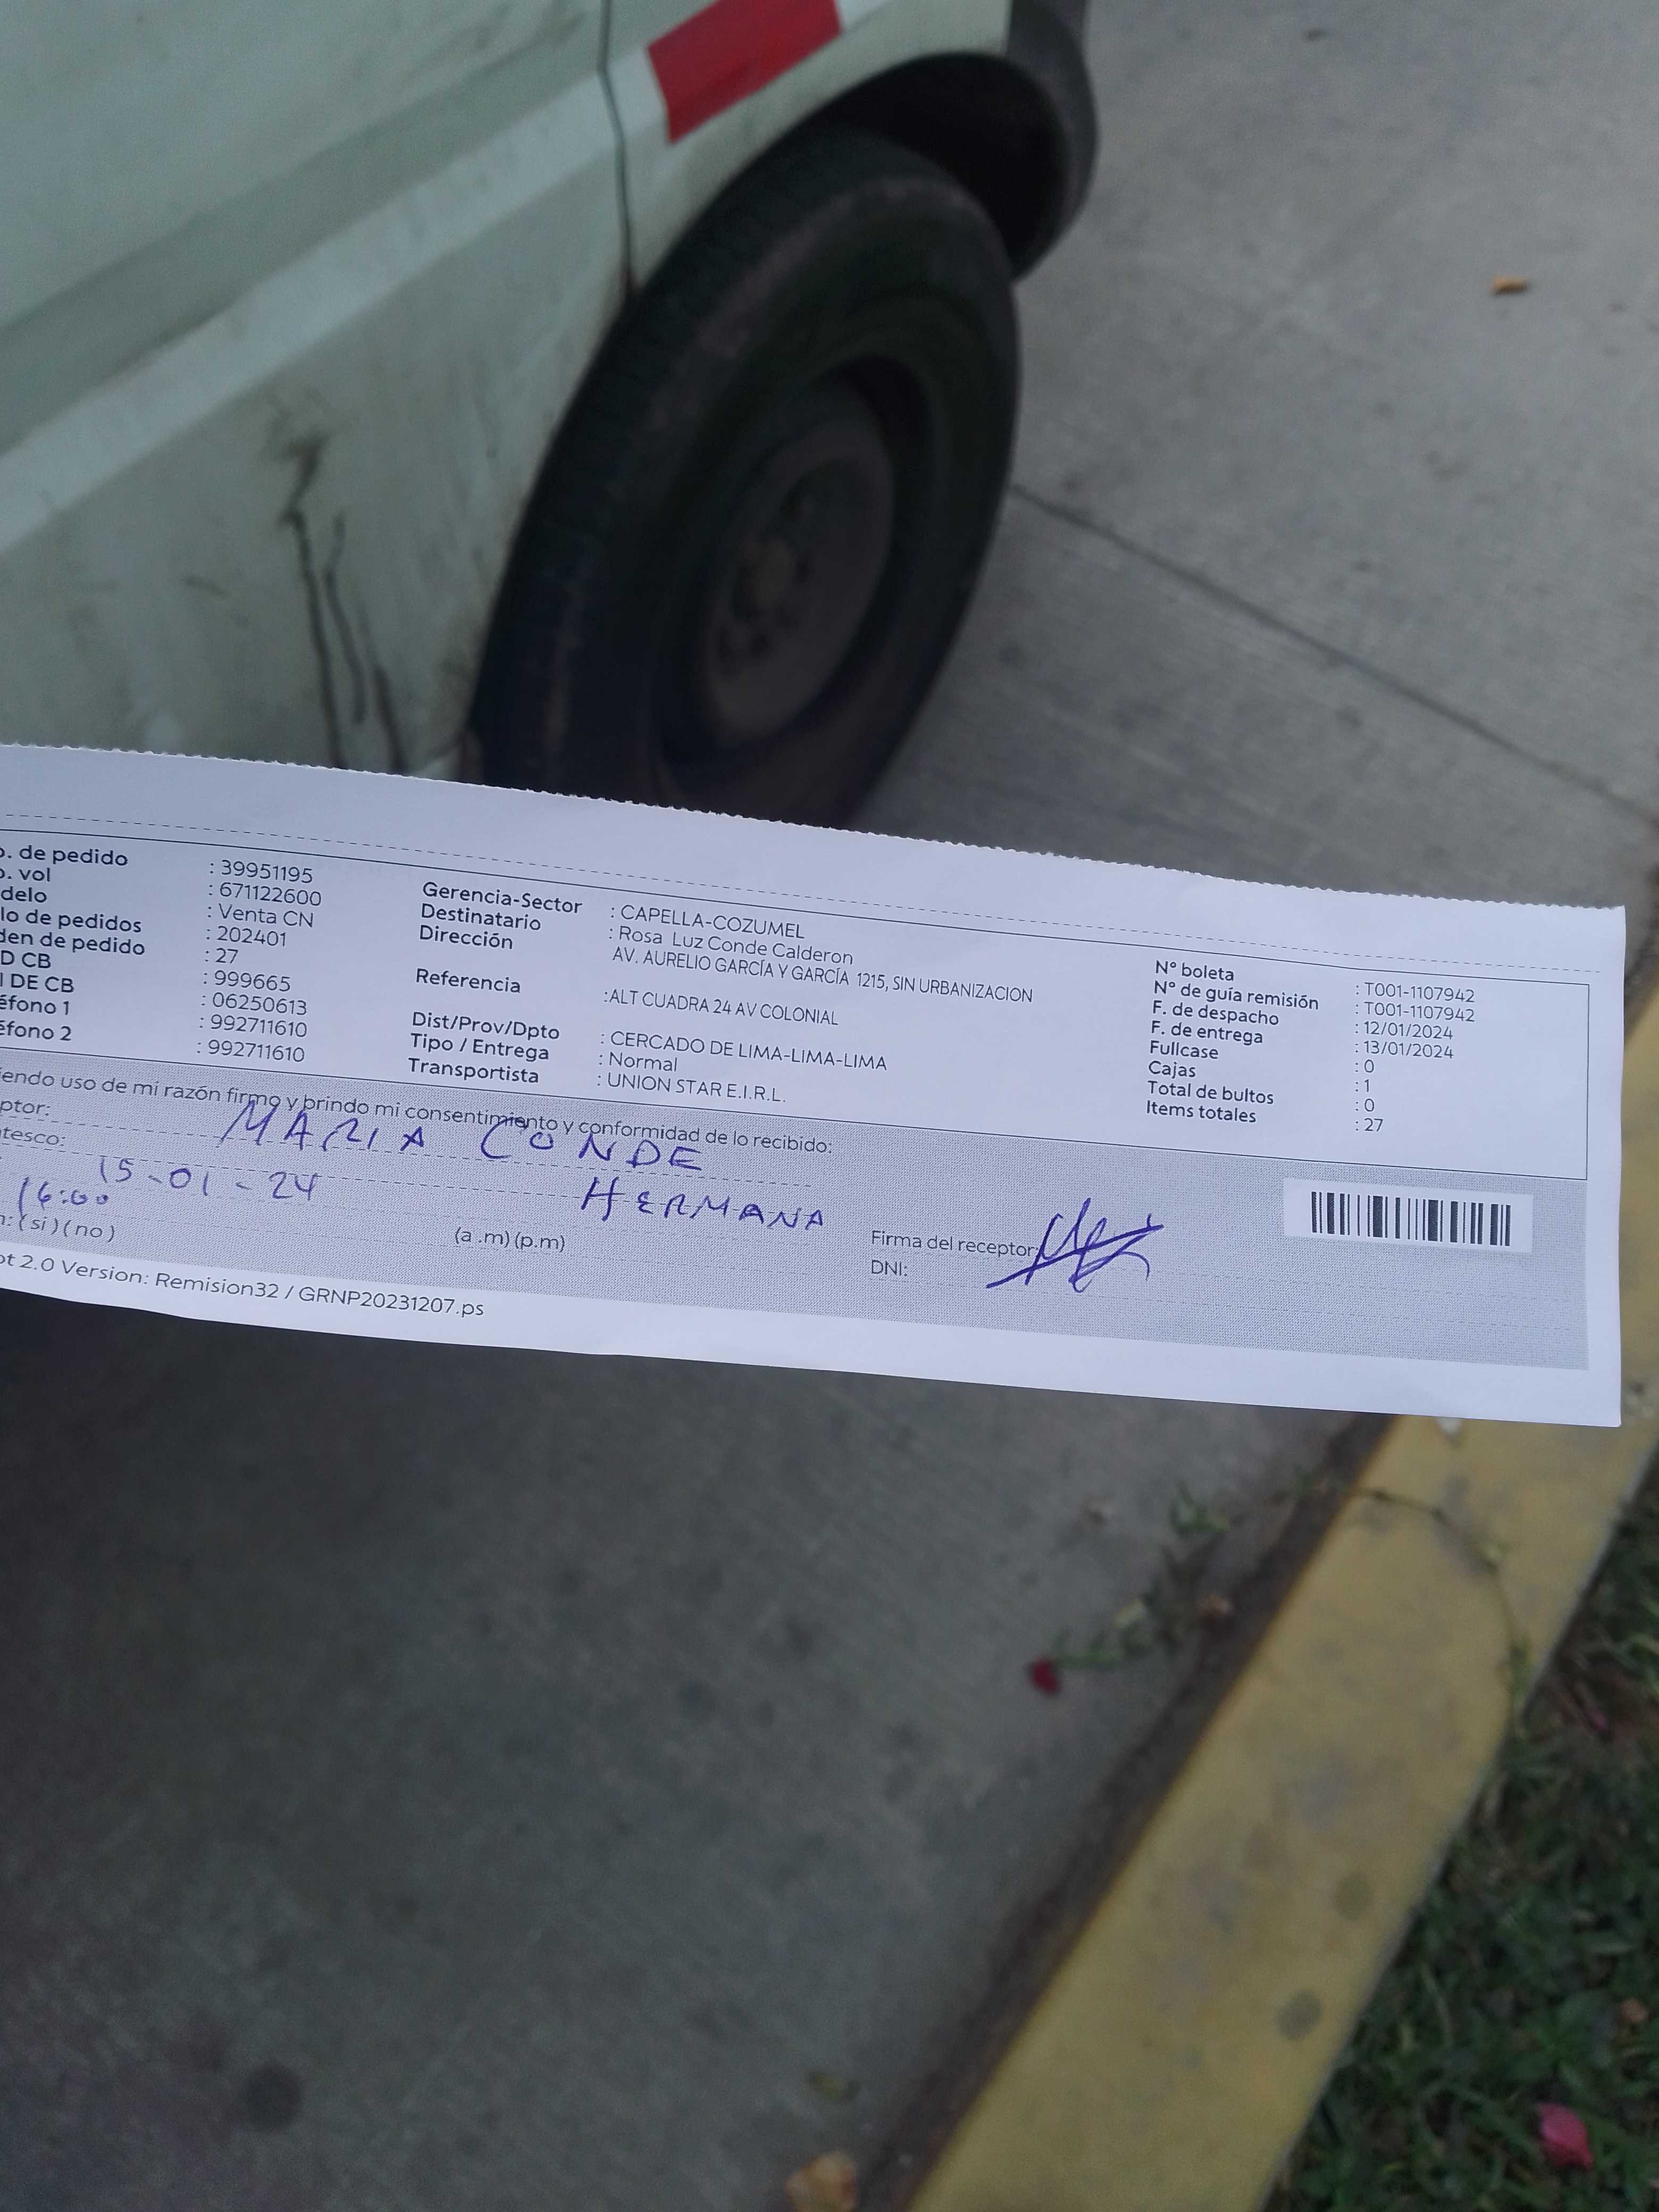 o. de pedido : 39951195
o. vol : 671122600
delo : Venta CN
lo de pedidos : 202401
den de pedido : 27
D CB : 999665
I DE CB : 06250613
éfono 1 : 992711610
éfono 2 : 992711610
Gerencia-Sector : CAPELLA-COZUMEL
Destinatario : Rosa Luz Conde Calderon
Dirección AV. AURELIO GARCÍA Y GARCÍA 1215, SIN URBANIZACION
Referencia :ALT CUADRA 24 AV COLONIAL
Dist/Prov/Dpto : CERCADO DE LIMA-LIMA-LIMA
Tipo / Entrega : Normal
Transportista : UNION STAR E.I.R.L.
N° boleta : T001-1107942
N° de guía remisión : T001-1107942
F. de despacho : 12/01/2024
F. de entrega : 13/01/2024
Fullcase : 0
Cajas : 1
Total de bultos : 0
Items totales : 27
iendo uso de mi razón firmo y brindo mi consentimiento y conformidad de lo recibido:
ptor: MARIA CONDE
tesco: HERMANA
15-01-24
16:00 (a .m) (p.m)
n: ( si ) ( no )
Firma del receptor:
DNI:
pt 2.0 Version: Remision32 / GRNP20231207.ps